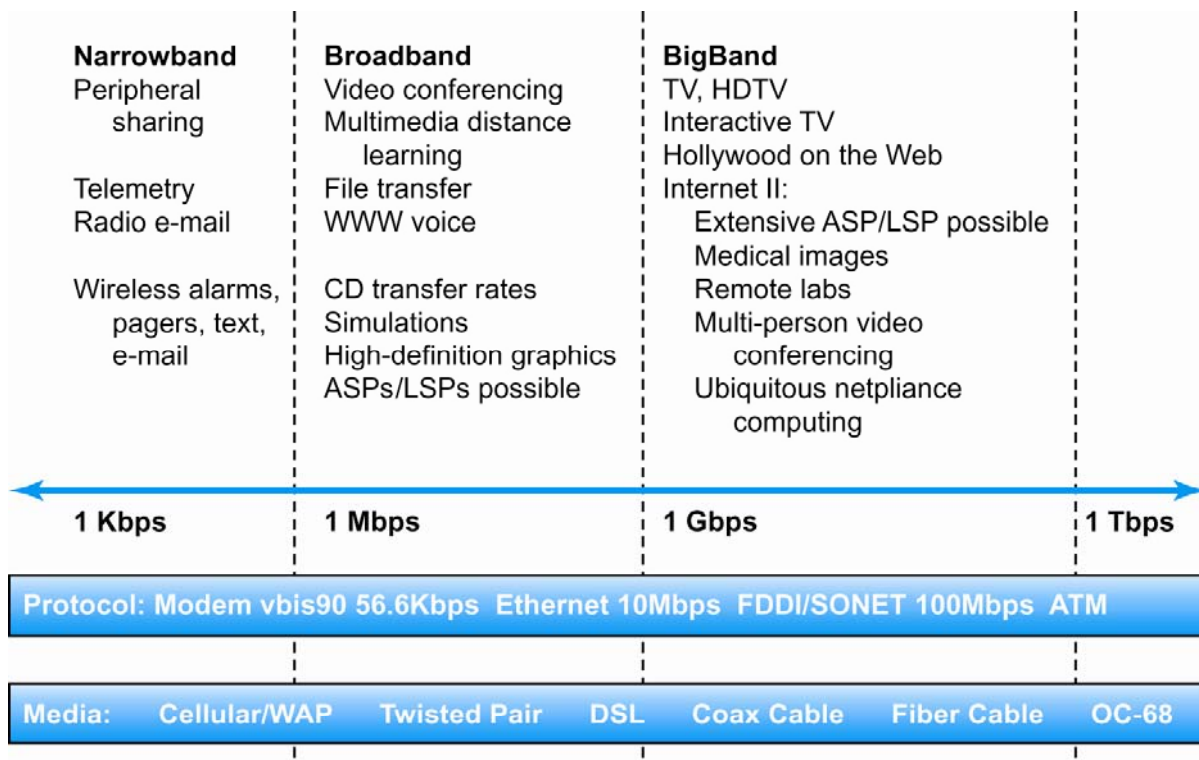 Narrowband
Peripheral
sharing
Telemetry
Radio e-mail
Wireless alarms,
pagers, text,
e-mail
Broadband
Video conferencing
Multimedia distance
learning
File transfer
WWW voice
CD transfer rates
Simulations
High-definition graphics
ASPs/LSPs possible
BigBand
TV, HDTV
Interactive TV
Hollywood on the Web
Internet II:
Extensive ASP/LSP possible
Medical images
Remote labs
Multi-person video
conferencing
Ubiquitous netpliance
computing
1 Kbps
1 Mbps
1 Gbps
1 Tbps
Protocol: Modem vbis90 56.6Kbps Ethernet 10Mbps FDDI/SONET 100Mbps ATM
Media: Cellular/WAP Twisted Pair DSL Coax Cable Fiber Cable OC-68